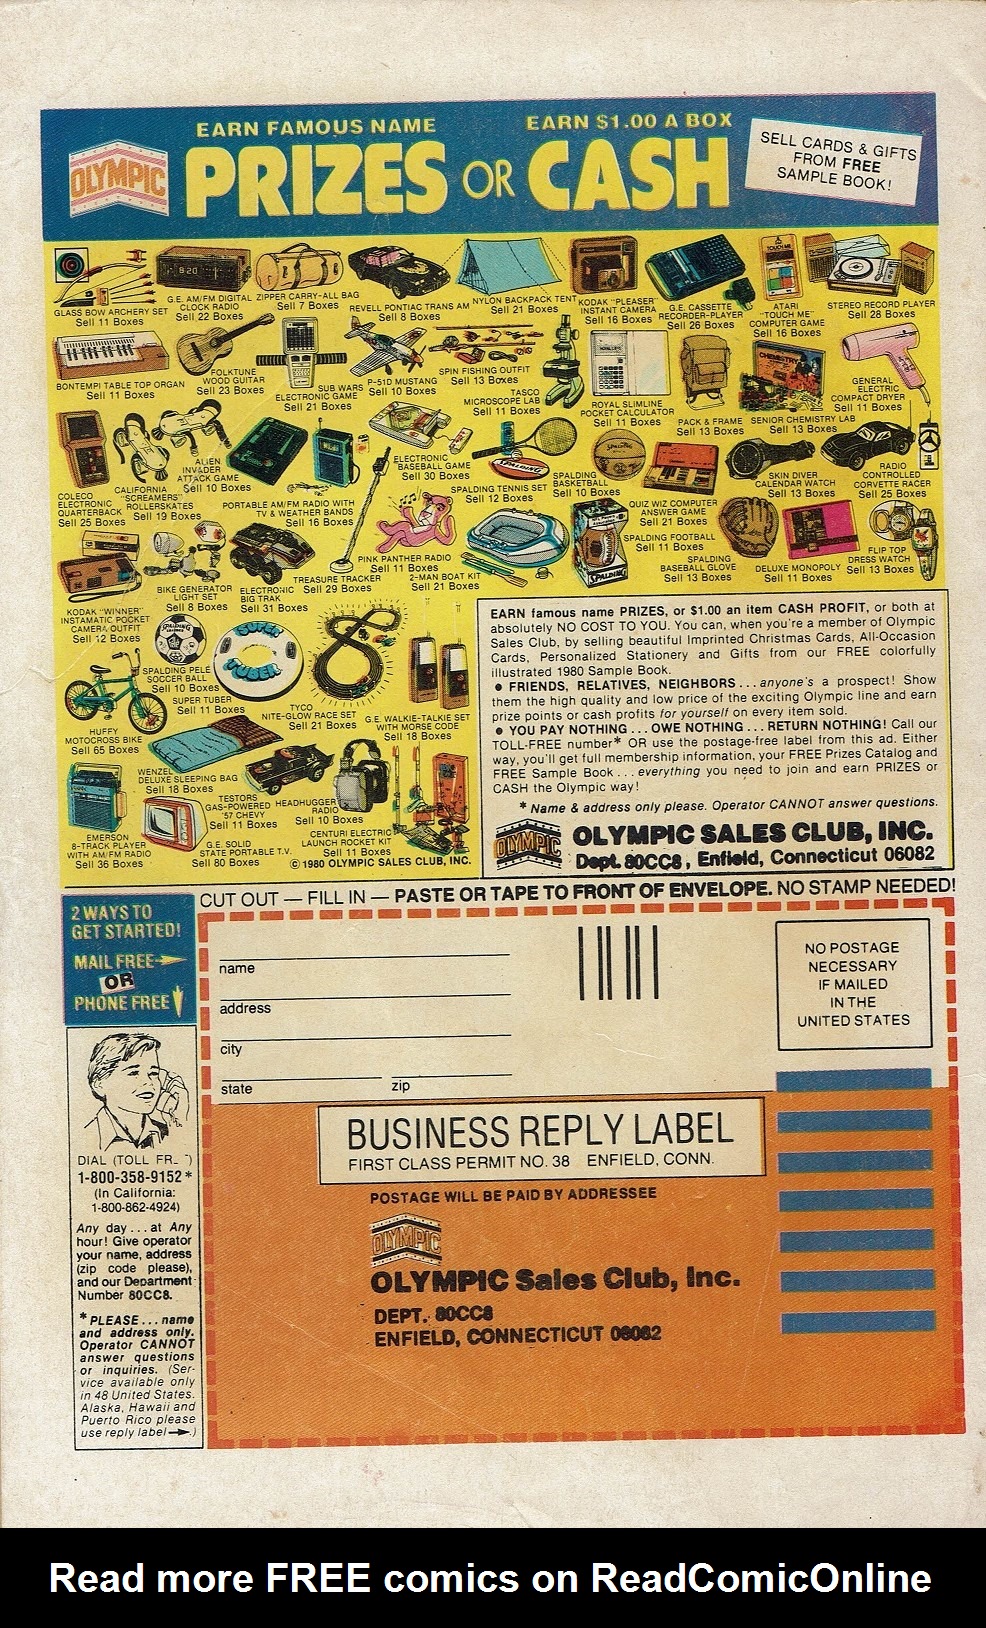 EARN FAMOUS NAME
EARN $1.00 A BOX
OLYMPIC
PRIZES OR CASH
SELL CARDS & GIFTS
FROM FREE
SAMPLE BOOK!
GLASS BOW ARCHERY SET
Sell 11 Boxes
G.E. AM/FM DIGITAL
CLOCK RADIO
Sell 22 Boxes
ZIPPER CARRY-ALL BAG
Sell 7 Boxes
REVELL PONTIAC TRANS AM
Sell 8 Boxes
NYLON BACKPACK TENT
Sell 21 Boxes
KODAK "PLEASER"
INSTANT CAMERA
Sell 16 Boxes
G.E. CASSETTE
RECORDER-PLAYER
Sell 26 Boxes
ATARI
"TOUCH ME"
COMPUTER GAME
Sell 16 Boxes
STEREO RECORD PLAYER
Sell 28 Boxes
BONTEMPI TABLE TOP ORGAN
Sell 11 Boxes
FOLKTUNE
WOOD GUITAR
Sell 23 Boxes
SUB WARS
ELECTRONIC GAME
Sell 21 Boxes
P-51D MUSTANG
Sell 10 Boxes
SPIN FISHING OUTFIT
Sell 13 Boxes
TASCO
MICROSCOPE LAB
Sell 11 Boxes
ROYAL SLIMLINE
POCKET CALCULATOR
Sell 11 Boxes
PACK & FRAME
Sell 13 Boxes
CHEMISTRY
SENIOR CHEMISTRY LAB
Sell 13 Boxes
GENERAL
ELECTRIC
COMPACT DRYER
Sell 11 Boxes
COLECO
ELECTRONIC
QUARTERBACK
Sell 25 Boxes
CALIFORNIA
"SCREAMERS"
ROLLERSKATES
Sell 19 Boxes
ALIEN
INVADER
ATTACK GAME
Sell 10 Boxes
PORTABLE AM/FM RADIO WITH
TV & WEATHER BANDS
Sell 16 Boxes
ELECTRONIC
BASEBALL GAME
Sell 30 Boxes
SPALDING
SPALDING TENNIS SET
Sell 12 Boxes
SPALDING
BASKETBALL
Sell 10 Boxes
QUIZ WIZ COMPUTER
ANSWER GAME
Sell 21 Boxes
SKIN DIVER
CALENDAR WATCH
Sell 13 Boxes
RADIO
CONTROLLED
CORVETTE RACER
Sell 25 Boxes
KODAK "WINNER"
INSTAMATIC POCKET
CAMERA OUTFIT
Sell 12 Boxes
BIKE GENERATOR
LIGHT SET
Sell 8 Boxes
ELECTRONIC
BIG TRAK
Sell 31 Boxes
TREASURE TRACKER
Sell 29 Boxes
PINK PANTHER RADIO
Sell 11 Boxes
2-MAN BOAT KIT
Sell 21 Boxes
SPALDING
SPALDING FOOTBALL
Sell 11 Boxes
SPALDING
BASEBALL GLOVE
Sell 13 Boxes
DELUXE MONOPOLY
Sell 11 Boxes
FLIP TOP
DRESS WATCH
Sell 13 Boxes
SPALDING PELÉ
SOCCER BALL
Sell 10 Boxes
SUPER TUBER
SUPER TUBER
Sell 11 Boxes
TYCO
NITE-GLOW RACE SET
Sell 21 Boxes
G.E. WALKIE-TALKIE SET
WITH MORSE CODE
Sell 18 Boxes
HUFFY
MOTOCROSS BIKE
Sell 65 Boxes
WENZEL
DELUXE SLEEPING BAG
Sell 18 Boxes
TESTORS
GAS-POWERED
'57 CHEVY
Sell 11 Boxes
HEADHUGGER
RADIO
Sell 10 Boxes
CENTURI ELECTRIC
LAUNCH ROCKET KIT
Sell 11 Boxes
EMERSON
8-TRACK PLAYER
WITH AM/FM RADIO
Sell 36 Boxes
G.E. SOLID
STATE PORTABLE T.V.
Sell 80 Boxes
© 1980 OLYMPIC SALES CLUB, INC.
EARN famous name PRIZES, or $1.00 an item CASH PROFIT, or both at
absolutely NO COST TO YOU. You can, when you're a member of Olympic
Sales Club, by selling beautiful Imprinted Christmas Cards, All-Occasion
Cards, Personalized Stationery and Gifts from our FREE colorfully
illustrated 1980 Sample Book.
● FRIENDS, RELATIVES, NEIGHBORS...anyone's a prospect! Show
them the high quality and low price of the exciting Olympic line and earn
prize points or cash profits for yourself on every item sold.
● YOU PAY NOTHING...OWE NOTHING...RETURN NOTHING! Call our
TOLL-FREE number* OR use the postage-free label from this ad. Either
way, you'll get full membership information, your FREE Prizes Catalog and
FREE Sample Book...everything you need to join and earn PRIZES or
CASH the Olympic way!
* Name & address only please. Operator CANNOT answer questions.
OLYMPIC
OLYMPIC SALES CLUB, INC.
Dept. 80CC8, Enfield, Connecticut 06082
CUT OUT — FILL IN — PASTE OR TAPE TO FRONT OF ENVELOPE. NO STAMP NEEDED!
2 WAYS TO
GET STARTED!
MAIL FREE
OR
PHONE FREE
DIAL (TOLL FR
1-800-358-9152*
(In California:
1-800-862-4924)
Any day...at Any
hour! Give operator
your name, address
(zip code please),
and our Department
Number 80CC8.
* PLEASE...name
and address only.
Operator CANNOT
answer questions
or inquiries. (Ser-
vice available only
in 48 United States.
Alaska, Hawaii and
Puerto Rico please
use reply label.)
name
address
city
state zip
NO POSTAGE
NECESSARY
IF MAILED
IN THE
UNITED STATES
BUSINESS REPLY LABEL
FIRST CLASS PERMIT NO. 38 ENFIELD, CONN.
POSTAGE WILL BE PAID BY ADDRESSEE
OLYMPIC
OLYMPIC Sales Club, Inc.
DEPT. 80CC8
ENFIELD, CONNECTICUT 06082
Read more FREE comics on ReadComicOnline